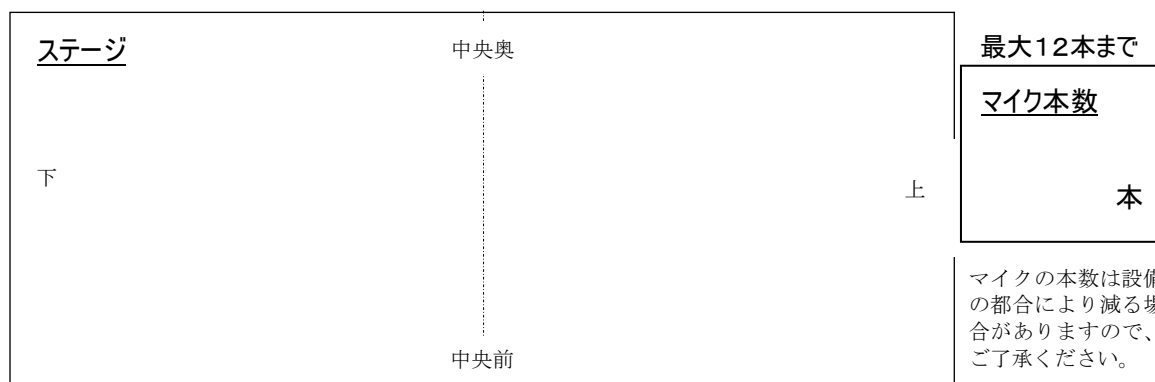 ステージ
中央奥
下
上
中央前
最大12本まで
マイク本数
本
マイクの本数は設備
の都合により減る場
合がありますので、
ご了承ください。